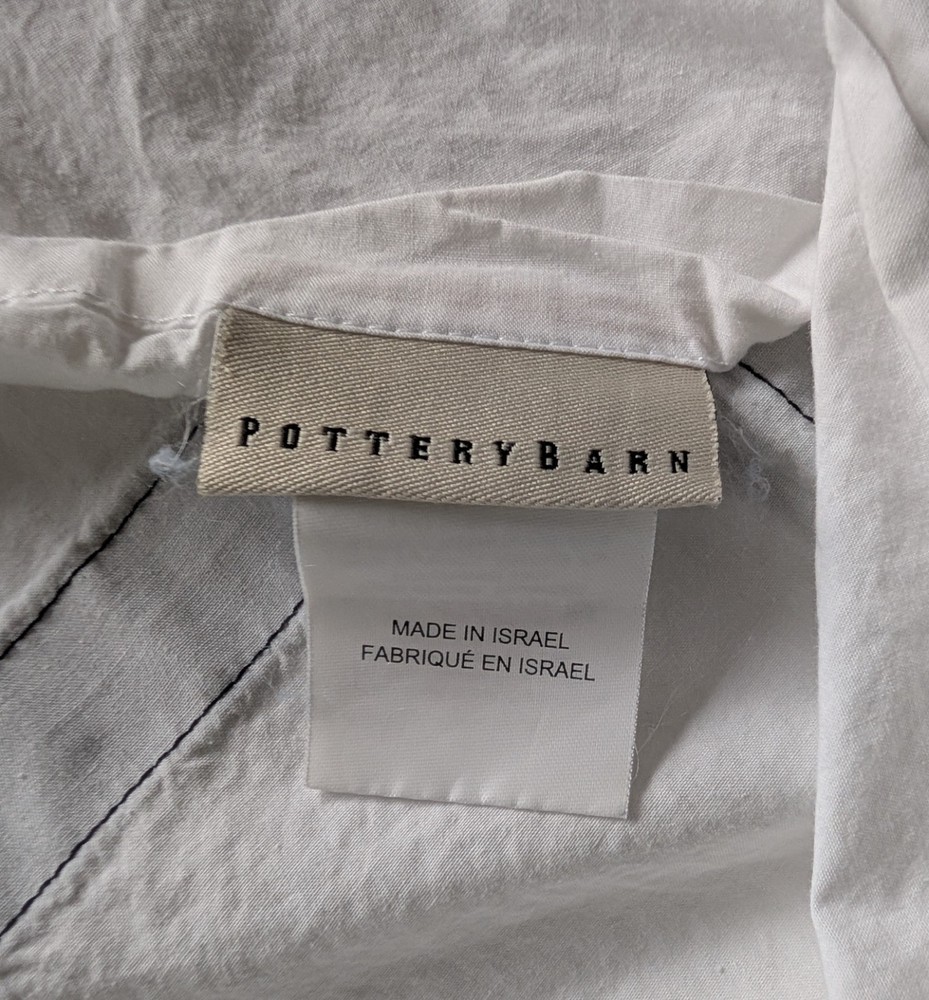 POTTERYBARN
MADE IN ISRAEL
FABRIQUÉ EN ISRAEL